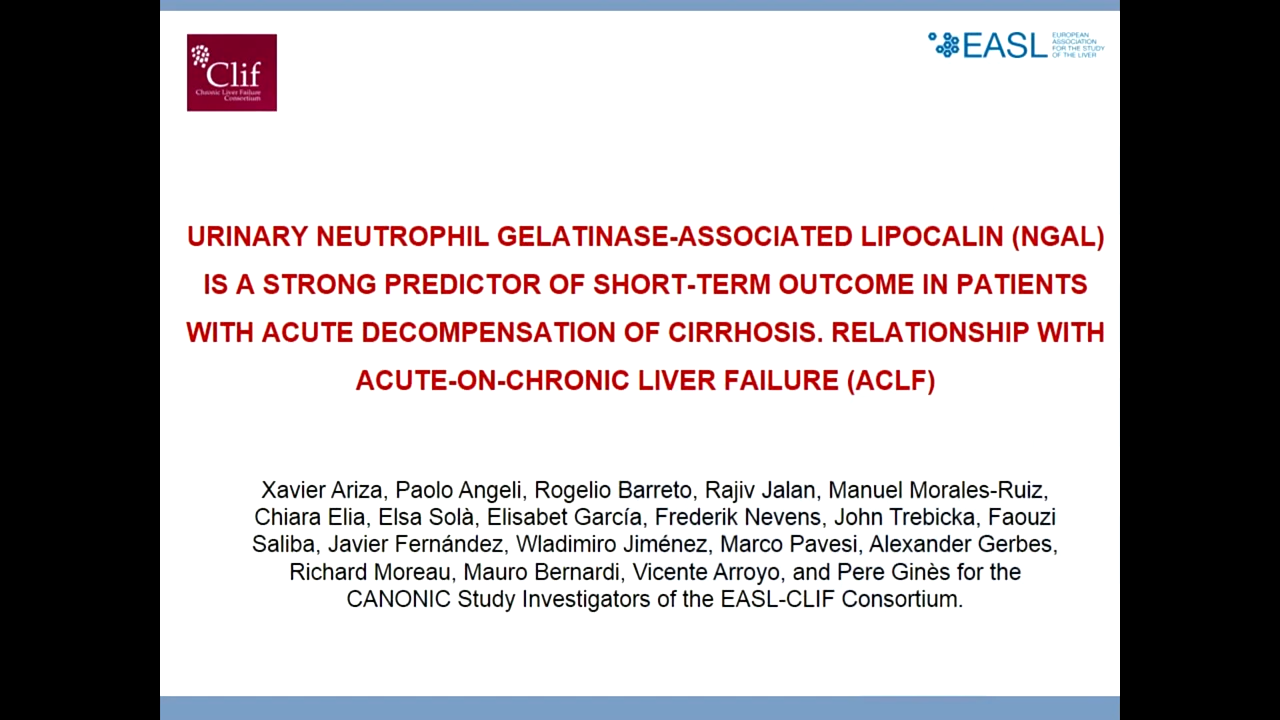 Clif
Chronic Liver Failure
Consortium
EASL
EUROPEAN
ASSOCIATION
FOR THE STUDY
OF THE LIVER
URINARY NEUTROPHIL GELATINASE-ASSOCIATED LIPOCALIN (NGAL)
IS A STRONG PREDICTOR OF SHORT-TERM OUTCOME IN PATIENTS
WITH ACUTE DECOMPENSATION OF CIRRHOSIS. RELATIONSHIP WITH
ACUTE-ON-CHRONIC LIVER FAILURE (ACLF)
Xavier Ariza, Paolo Angeli, Rogelio Barreto, Rajiv Jalan, Manuel Morales-Ruiz,
Chiara Elia, Elsa Solà, Elisabet García, Frederik Nevens, John Trebicka, Faouzi
Saliba, Javier Fernández, Wladimiro Jiménez, Marco Pavesi, Alexander Gerbes,
Richard Moreau, Mauro Bernardi, Vicente Arroyo, and Pere Ginès for the
CANONIC Study Investigators of the EASL-CLIF Consortium.